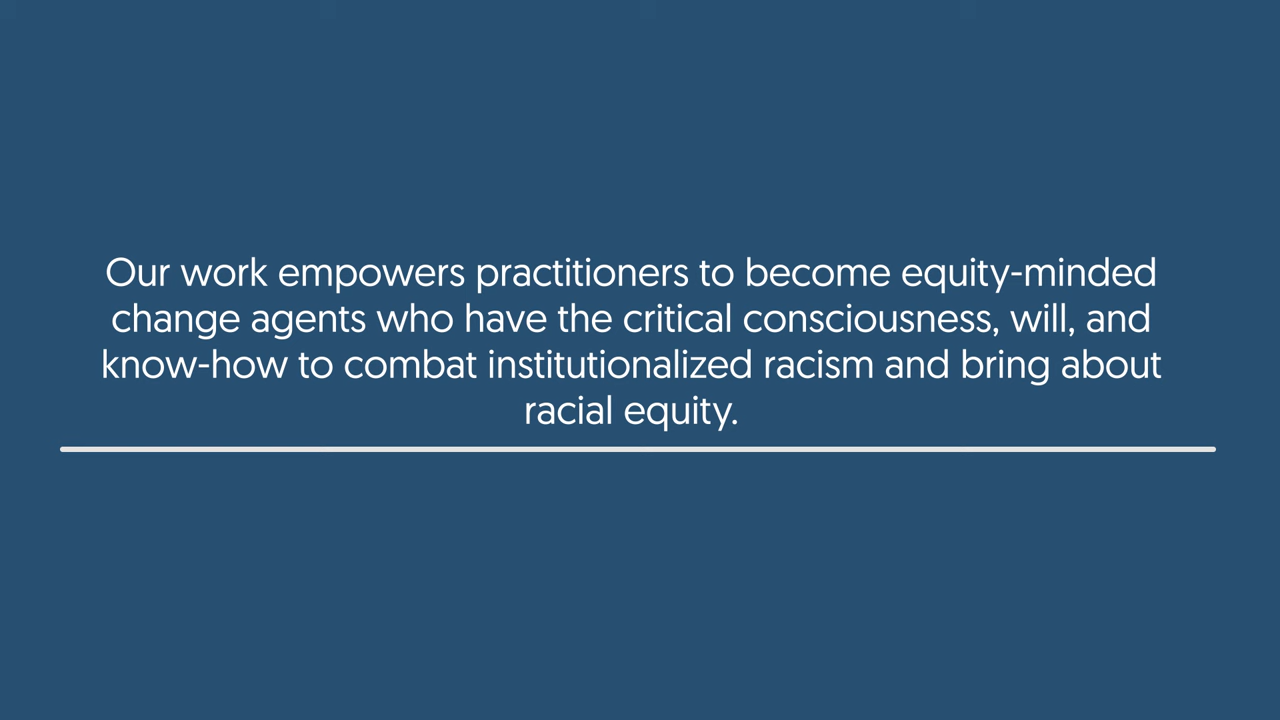 Our work empowers practitioners to become equity-minded
change agents who have the critical consciousness, will, and
know-how to combat institutionalized racism and bring about
racial equity.